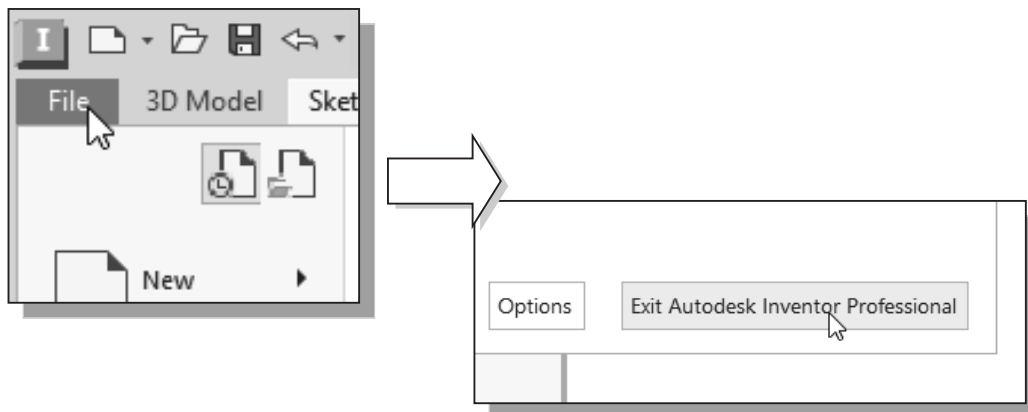 I
File 3D Model Sket
New
Options Exit Autodesk Inventor Professional